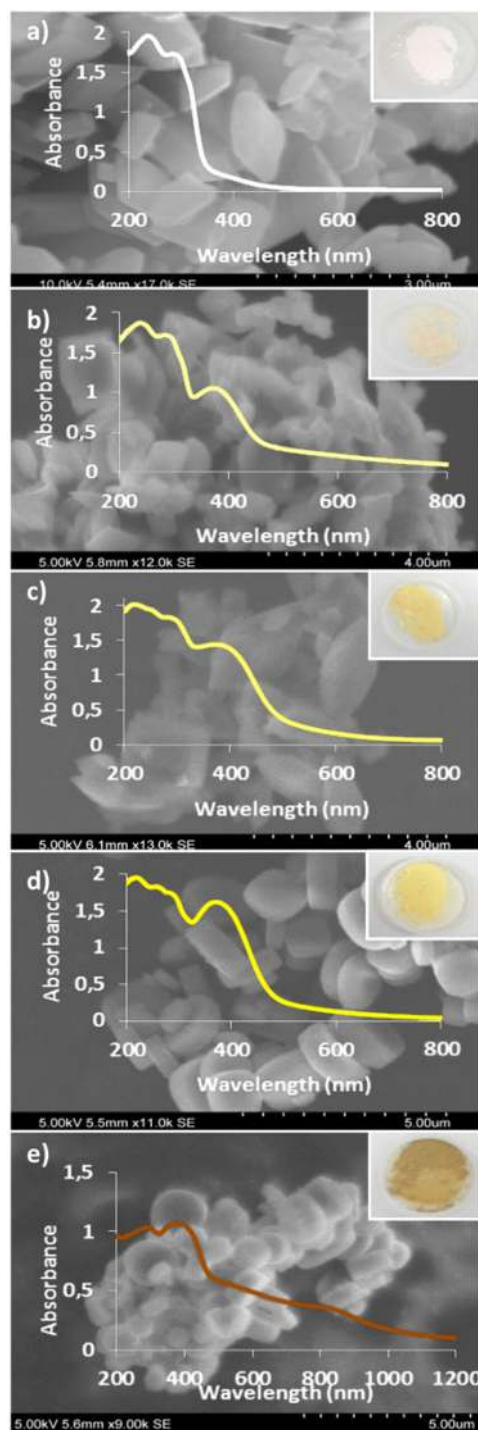 a)
2
1,5
1
0,5
0
Absorbance
200 400 600 800
Wavelength (nm)
10.0kV 5.4mm x17.0k SE 3.00um
b)
2
1,5
1
0,5
0
Absorbance
200 400 600 800
5.00kV 5.8mm x12.0k SE 4.00um
c)
2
1,5
1
0,5
0
Absorbance
200 400 600 800
Wavelength (nm)
5.00kV 6.1mm x13.0k SE 4.00um
d)
2
1,5
1
0,5
0
Absorbance
200 400 600 800
Wavelength (nm)
5.00kV 5.5mm x11.0k SE 5.00um
e)
1,5
1
0,5
0
Absorbance
200 400 600 800 1000 1200
Wavelength (nm)
5.00kV 5.6mm x9.00k SE 5.00um